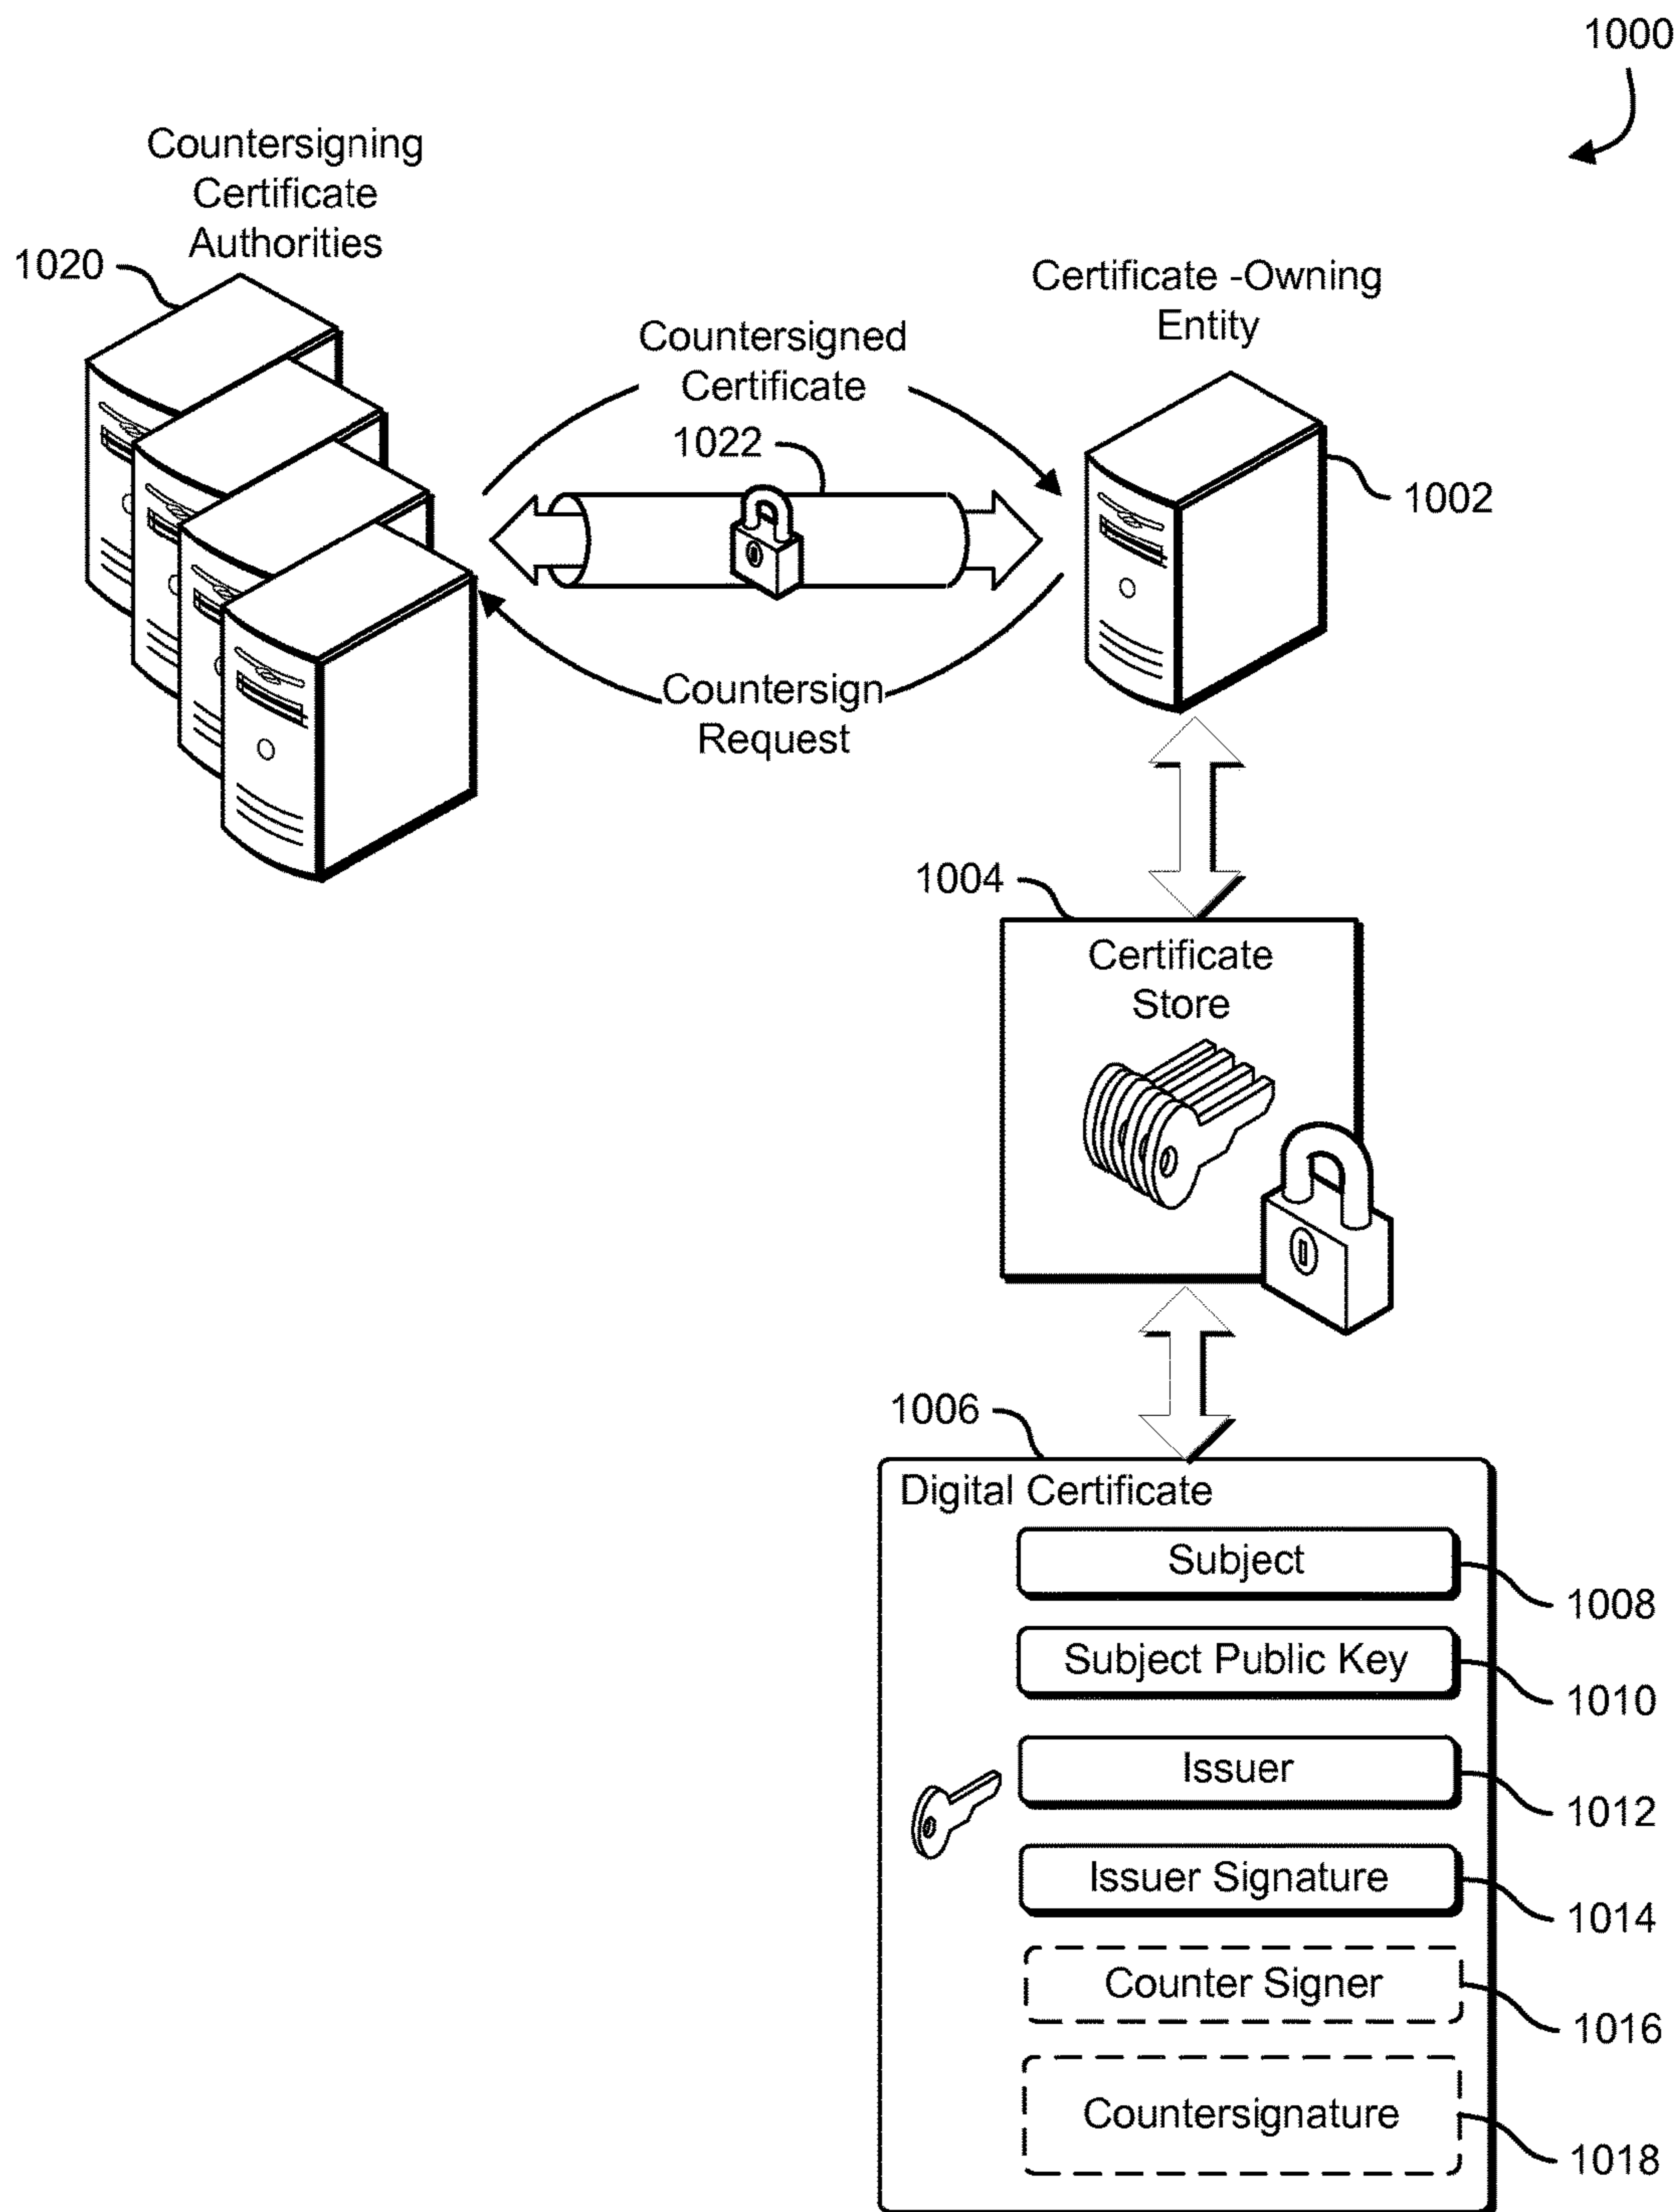 1000
Countersigning
Certificate
Authorities
1020
Certificate -Owning
Entity
Countersigned
Certificate
1022
1002
Countersign
Request
1004
Certificate
Store
1006
Digital Certificate
Subject
1008
Subject Public Key
1010
Issuer
1012
Issuer Signature
1014
Counter Signer
1016
Countersignature
1018